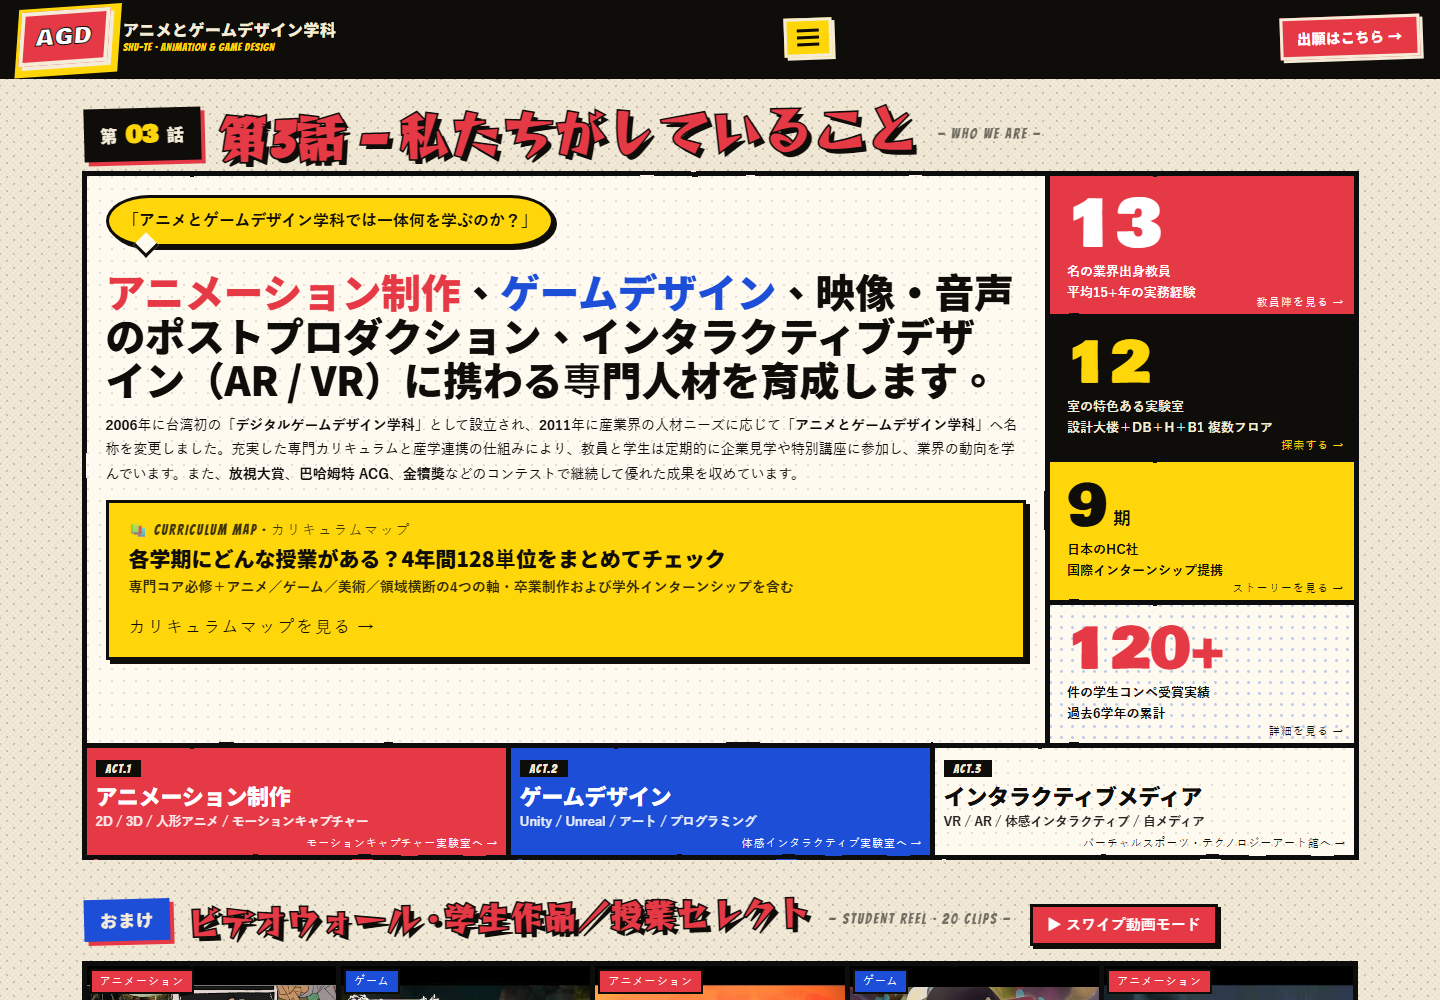 AGD
アニメとゲームデザイン学科
SHU-TE · ANIMATION & GAME DESIGN
出願はこちら →
第 03 話
第3話 – 私たちがしていること
– WHO WE ARE –
「アニメとゲームデザイン学科では一体何を学ぶのか？」
アニメーション制作、ゲームデザイン、映像・音声
のポストプロダクション、インタラクティブデザ
イン（AR / VR）に携わる専門人材を育成します。
2006年に台湾初の「デジタルゲームデザイン学科」として設立され、2011年に産業界の人材ニーズに応じて「アニメとゲームデザイン学科」へ名
称を変更しました。充実した専門カリキュラムと産学連携の仕組みにより、教員と学生は定期的に企業見学や特別講座に参加し、業界の動向を学
んでいます。また、放視大賞、巴哈姆特 ACG、金犢奬などのコンテストで継続して優れた成果を収めています。
CURRICULUM MAP・カリキュラムマップ
各学期にどんな授業がある？4年間128単位をまとめてチェック
専門コア必修＋アニメ／ゲーム／美術／領域横断の4つの軸・卒業制作および学外インターンシップを含む
カリキュラムマップを見る →
13
名の業界出身教員
平均15+年の実務経験
教員陣を見る →
12
室の特色ある実験室
設計大楼＋DB＋H＋B1 複数フロア
探索する →
9 期
日本のHC社
国際インターンシップ提携
ストーリーを見る →
120+
件の学生コンペ受賞実績
過去6学年の累計
詳細を見る →
ACT.1
アニメーション制作
2D / 3D / 人形アニメ / モーションキャプチャー
モーションキャプチャー実験室へ →
ACT.2
ゲームデザイン
Unity / Unreal / アート / プログラミング
体感インタラクティブ実験室へ →
ACT.3
インタラクティブメディア
VR / AR / 体感インタラクティブ / 自メディア
バーチャルスポーツ・テクノロジーアート館へ →
おまけ
ビデオウォール・学生作品／授業セレクト
– STUDENT REEL · 20 CLIPS –
▶ スワイプ動画モード
アニメーション
ゲーム
アニメーション
ゲーム
アニメーション